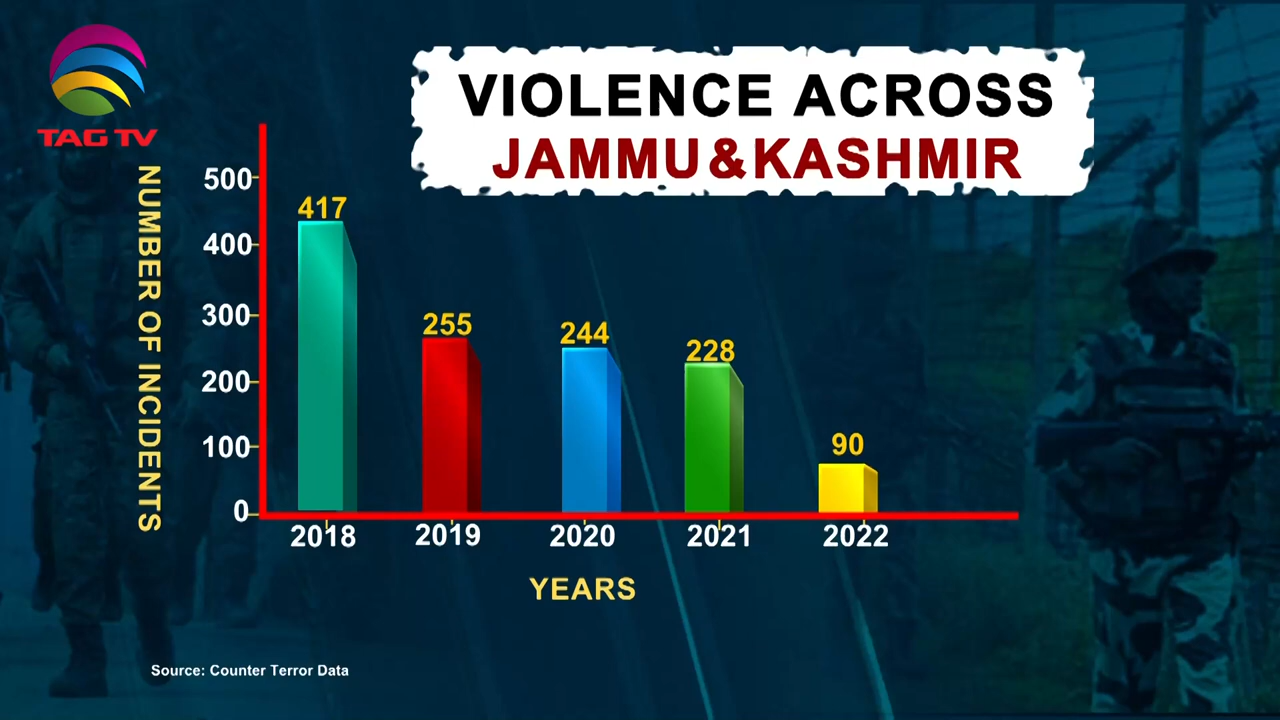 TAG TV
VIOLENCE ACROSS
JAMMU & KASHMIR
NUMBER OF INCIDENTS
500
400
300
200
100
0
417
255
244
228
90
2018
2019
2020
2021
2022
YEARS
Source: Counter Terror Data